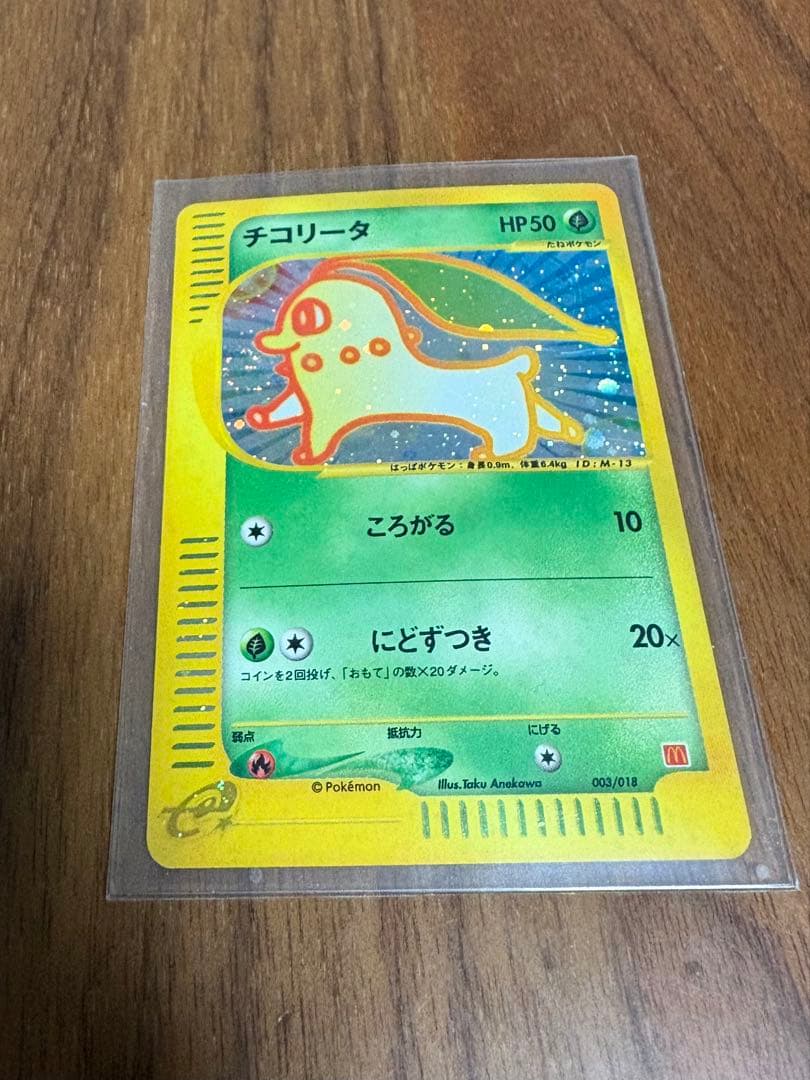 チコリータ HP50
たねポケモン
はっぱポケモン：身長0.9m, 体重6.4kg ID:M-13
ころがる 10
にどずつき 20×
コインを2回投げ、「おもて」の数×20ダメージ。
弱点 抵抗力 にげる
©Pokémon Illus.Taku Anekawa 003/018